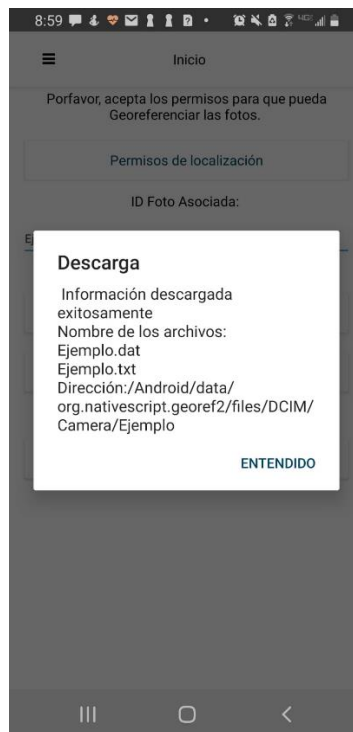 8:59
4G
Inicio
Porfavor, acepta los permisos para que pueda
Georeferenciar las fotos.
Permisos de localización
ID Foto Asociada:
Ej
Descarga
Información descargada
exitosamente
Nombre de los archivos:
Ejemplo.dat
Ejemplo.txt
Dirección:/Android/data/
org.nativescript.georef2/files/DCIM/
Camera/Ejemplo
ENTENDIDO